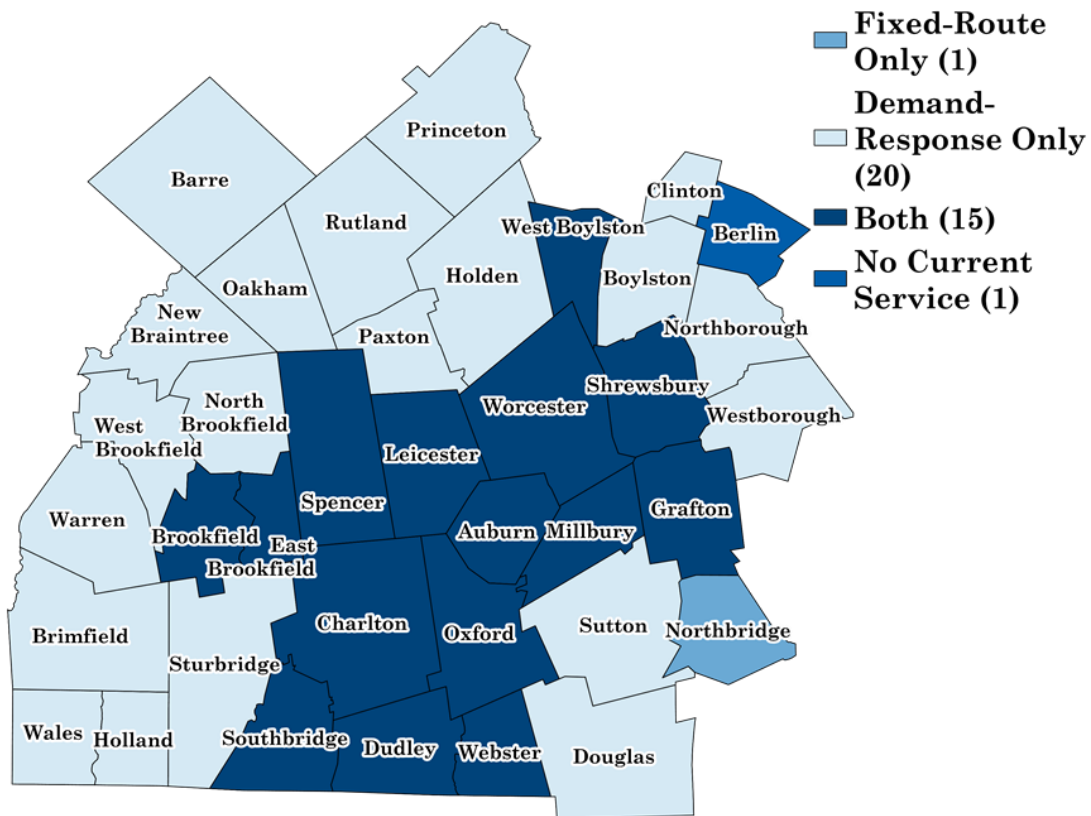 Fixed-Route
Only (1)
Demand-
Response Only
(20)
Both (15)
No Current
Service (1)
Princeton
Barre
Clinton
Rutland
West Boylston
Berlin
Holden
Boylston
Oakham
New
Braintree
Paxton
Northborough
Shrewsbury
North
Brookfield
Worcester
Westborough
West
Brookfield
Leicester
Spencer
Grafton
Warren
Brookfield
Auburn
Millbury
East
Brookfield
Charlton
Oxford
Sutton
Northbridge
Brimfield
Sturbridge
Wales
Holland
Southbridge
Dudley
Webster
Douglas